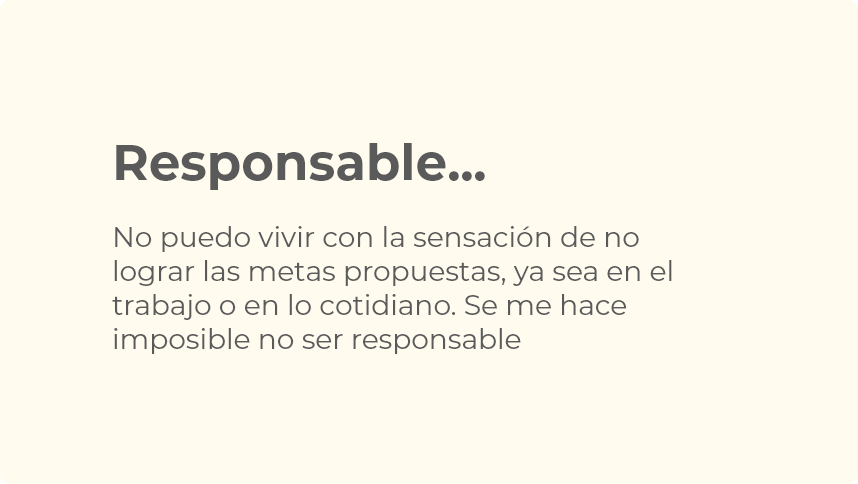 Responsable...
No puedo vivir con la sensación de no
lograr las metas propuestas, ya sea en el
trabajo o en lo cotidiano. Se me hace
imposible no ser responsable